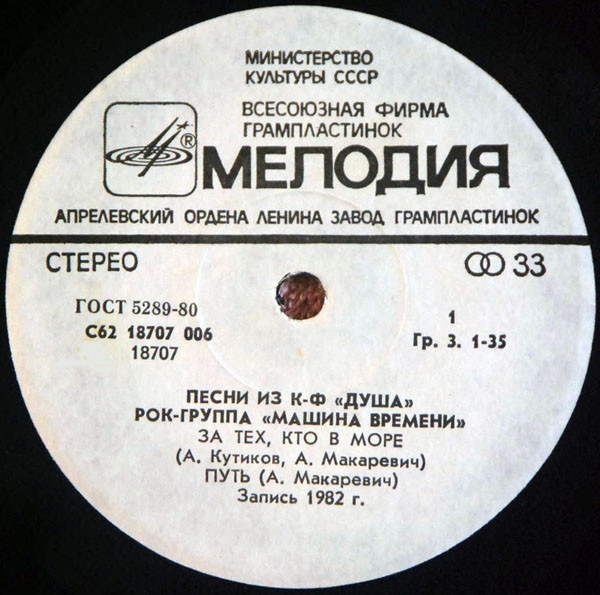 МИНИСТЕРСТВО
КУЛЬТУРЫ СССР
ВСЕСОЮЗНАЯ ФИРМА
ГРАМПЛАСТИНОК
® МЕЛОДИЯ
АПРЕЛЕВСКИЙ ОРДЕНА ЛЕНИНА ЗАВОД ГРАМПЛАСТИНОК
СТЕРЕО
33
ГОСТ 5289-80
С62 18707 006
18707
1
Гр. 3. 1-35
ПЕСНИ ИЗ К-Ф «ДУША»
РОК-ГРУППА «МАШИНА ВРЕМЕНИ»
ЗА ТЕХ, КТО В МОРЕ
(А. Кутиков, А. Макаревич)
ПУТЬ (А. Макаревич)
Запись 1982 г.